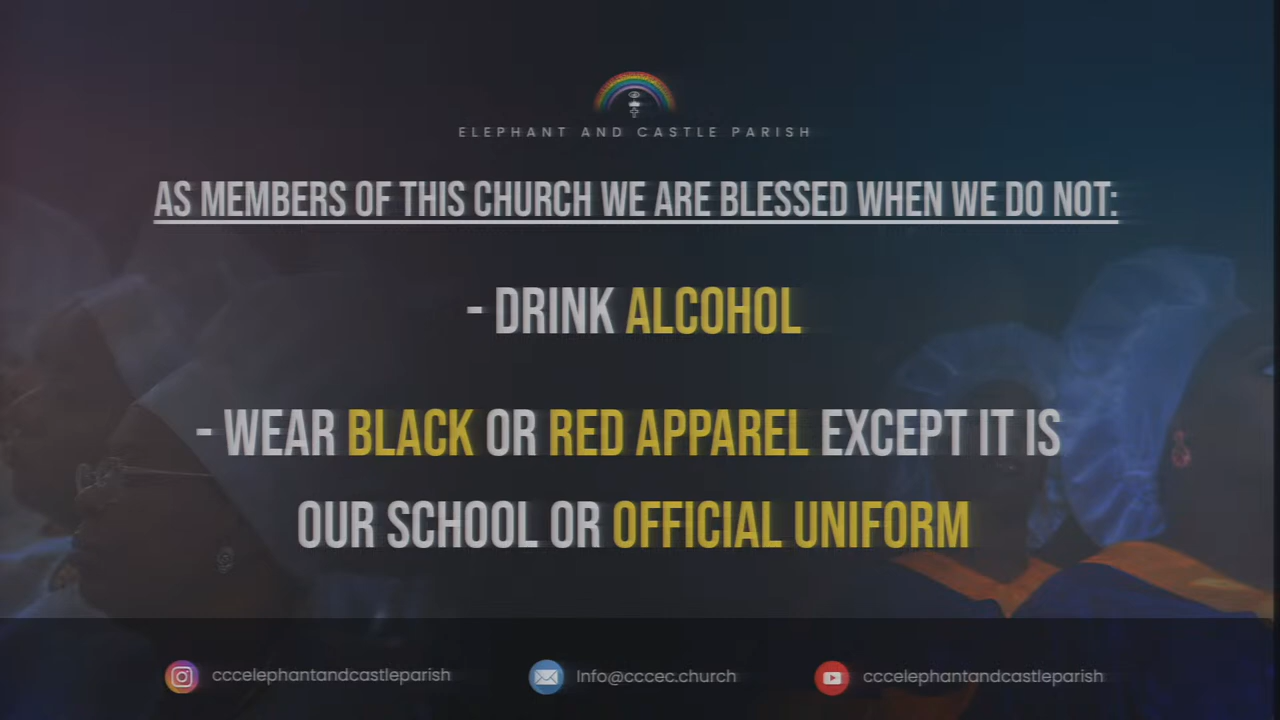 ELEPHANT AND CASTLE PARISH
AS MEMBERS OF THIS CHURCH WE ARE BLESSED WHEN WE DO NOT:
- DRINK ALCOHOL
- WEAR BLACK OR RED APPAREL EXCEPT IT IS
OUR SCHOOL OR OFFICIAL UNIFORM
cccelephantandcastleparish
Info@cccec.church
cccelephantandcastleparish